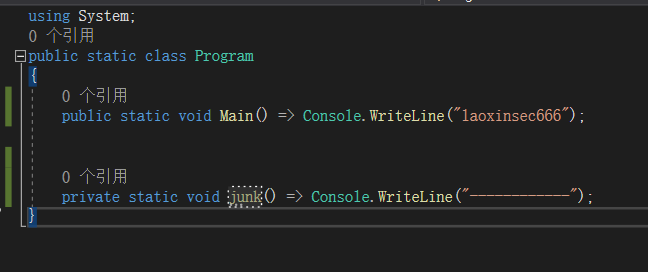 using System;
0 个引用
public static class Program
{
0 个引用
public static void Main() => Console.WriteLine("laoxinsec666");
0 个引用
private static void junk() => Console.WriteLine("------------");
}